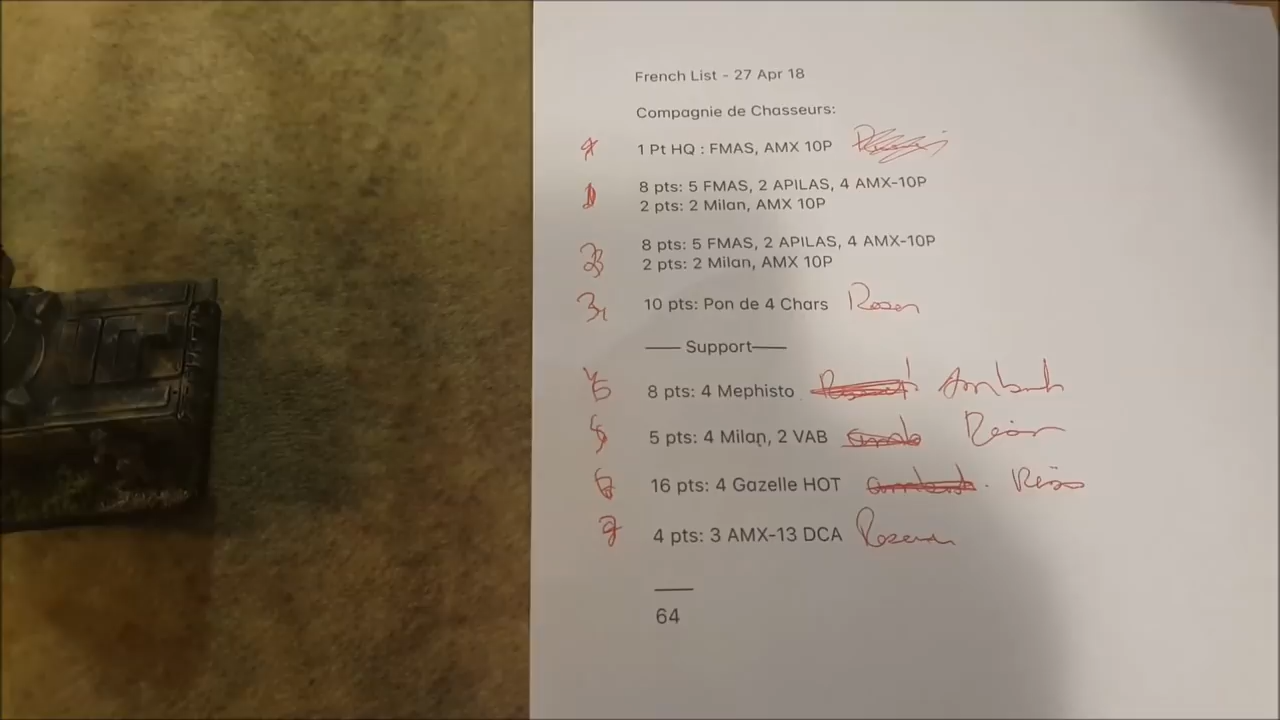 French List - 27 Apr 18
Compagnie de Chasseurs:
1 Pt HQ : FMAS, AMX 10P
8 pts: 5 FMAS, 2 APILAS, 4 AMX-10P
2 pts: 2 Milan, AMX 10P
8 pts: 5 FMAS, 2 APILAS, 4 AMX-10P
2 pts: 2 Milan, AMX 10P
10 pts: Pon de 4 Chars
Support
8 pts: 4 Mephisto Ambush
5 pts: 4 Milan, 2 VAB
16 pts: 4 Gazelle HOT
4 pts: 3 AMX-13 DCA
64